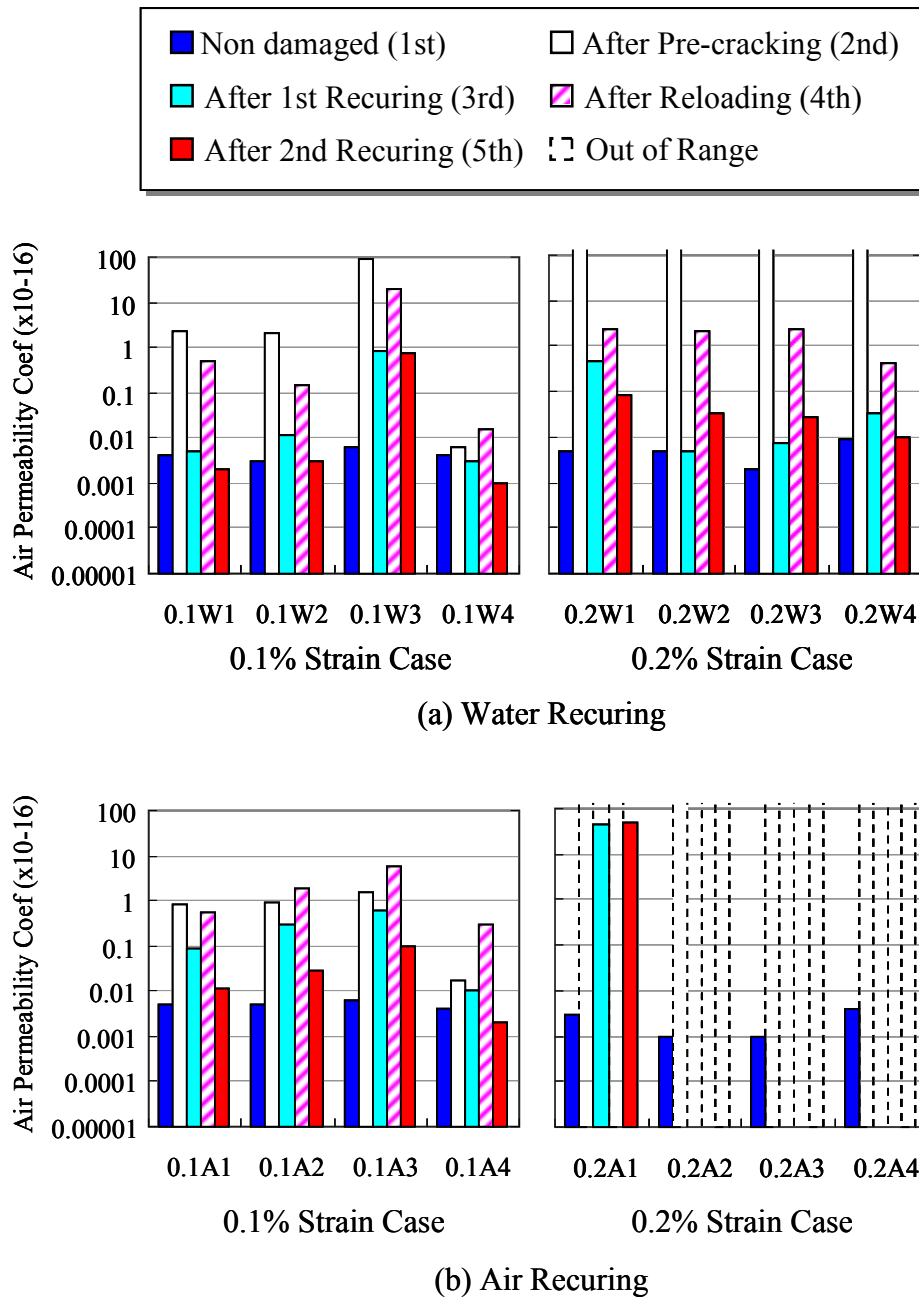 Non damaged (1st)
After Pre-cracking (2nd)
After 1st Recuring (3rd)
After Reloading (4th)
After 2nd Recuring (5th)
Out of Range
Air Permeability Coef (x10-16)
100
10
1
0.1
0.01
0.001
0.0001
0.00001
0.1W1 0.1W2 0.1W3 0.1W4
0.1% Strain Case
0.2W1 0.2W2 0.2W3 0.2W4
0.2% Strain Case
(a) Water Recuring
Air Permeability Coef (x10-16)
100
10
1
0.1
0.01
0.001
0.0001
0.00001
0.1A1 0.1A2 0.1A3 0.1A4
0.1% Strain Case
0.2A1 0.2A2 0.2A3 0.2A4
0.2% Strain Case
(b) Air Recuring